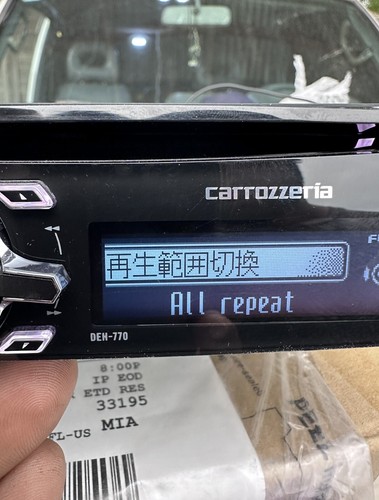 carrozzeria
再生範囲切換
All repeat
DEH-770
8:00P
IP EOD
ETD RES
33195
FL-US MIA